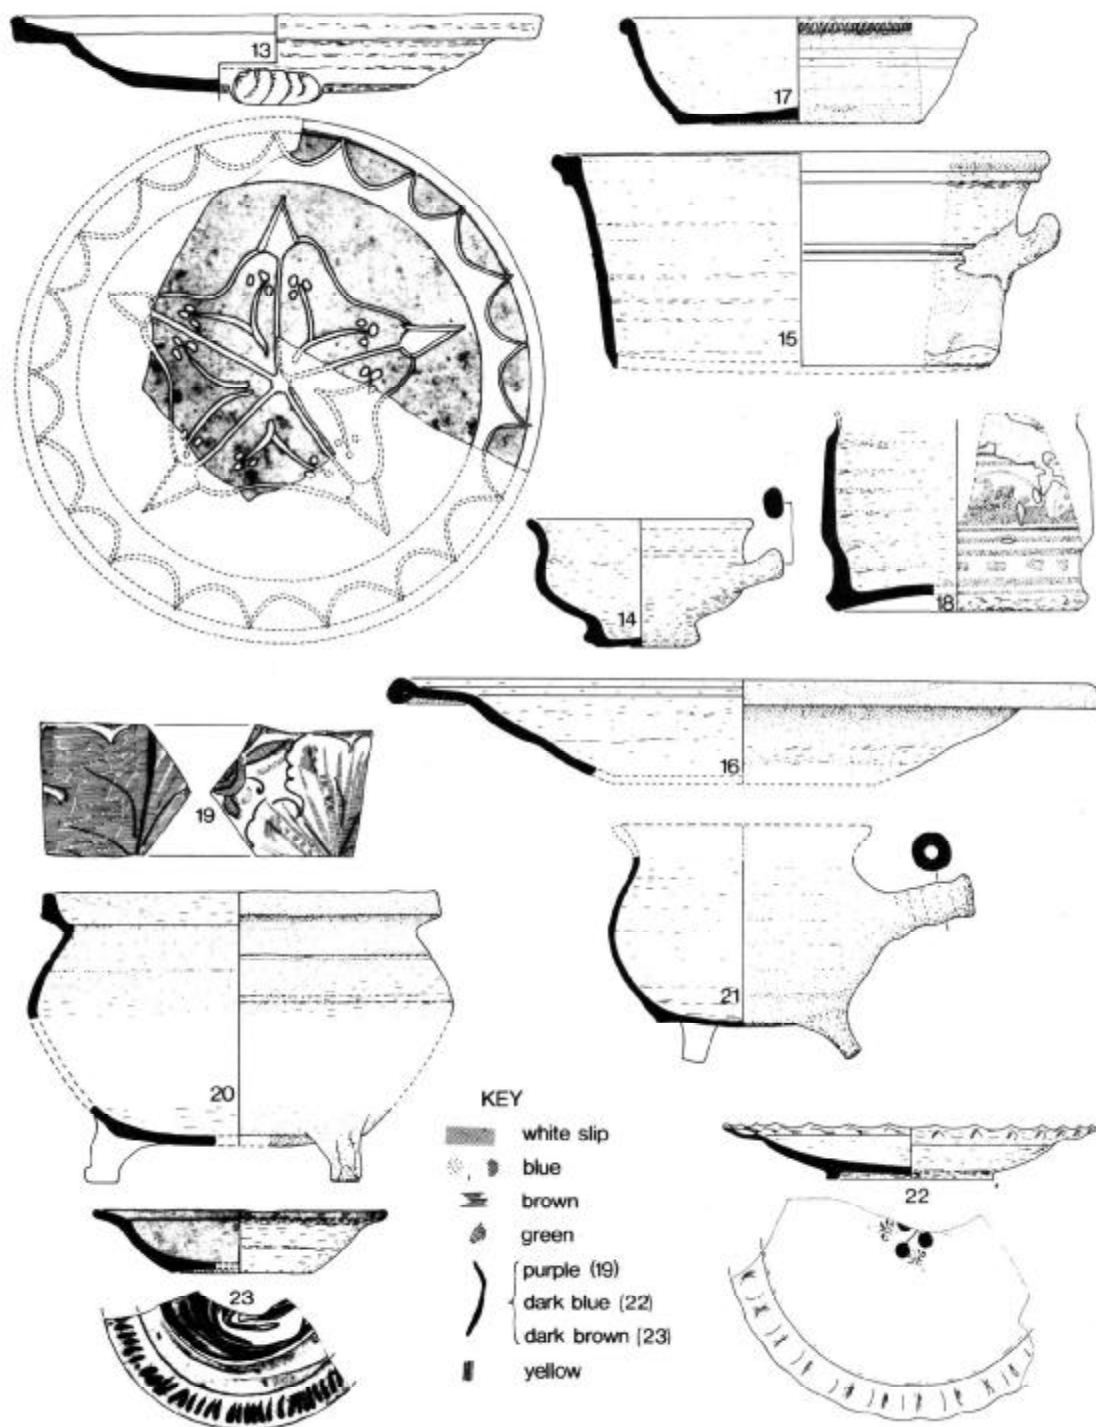 13
17
15
14
18
16
19
21
20
KEY
white slip
blue
brown
green
purple (19)
dark blue (22)
dark brown (23)
yellow
22
23